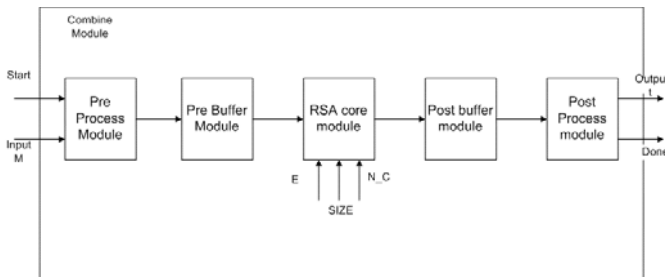 Combine
Module
Start
Input
M
Pre
Process
Module
Pre Buffer
Module
RSA core
module
Post buffer
module
Post
Process
module
Outpu
t
Done
E
N_C
SIZE